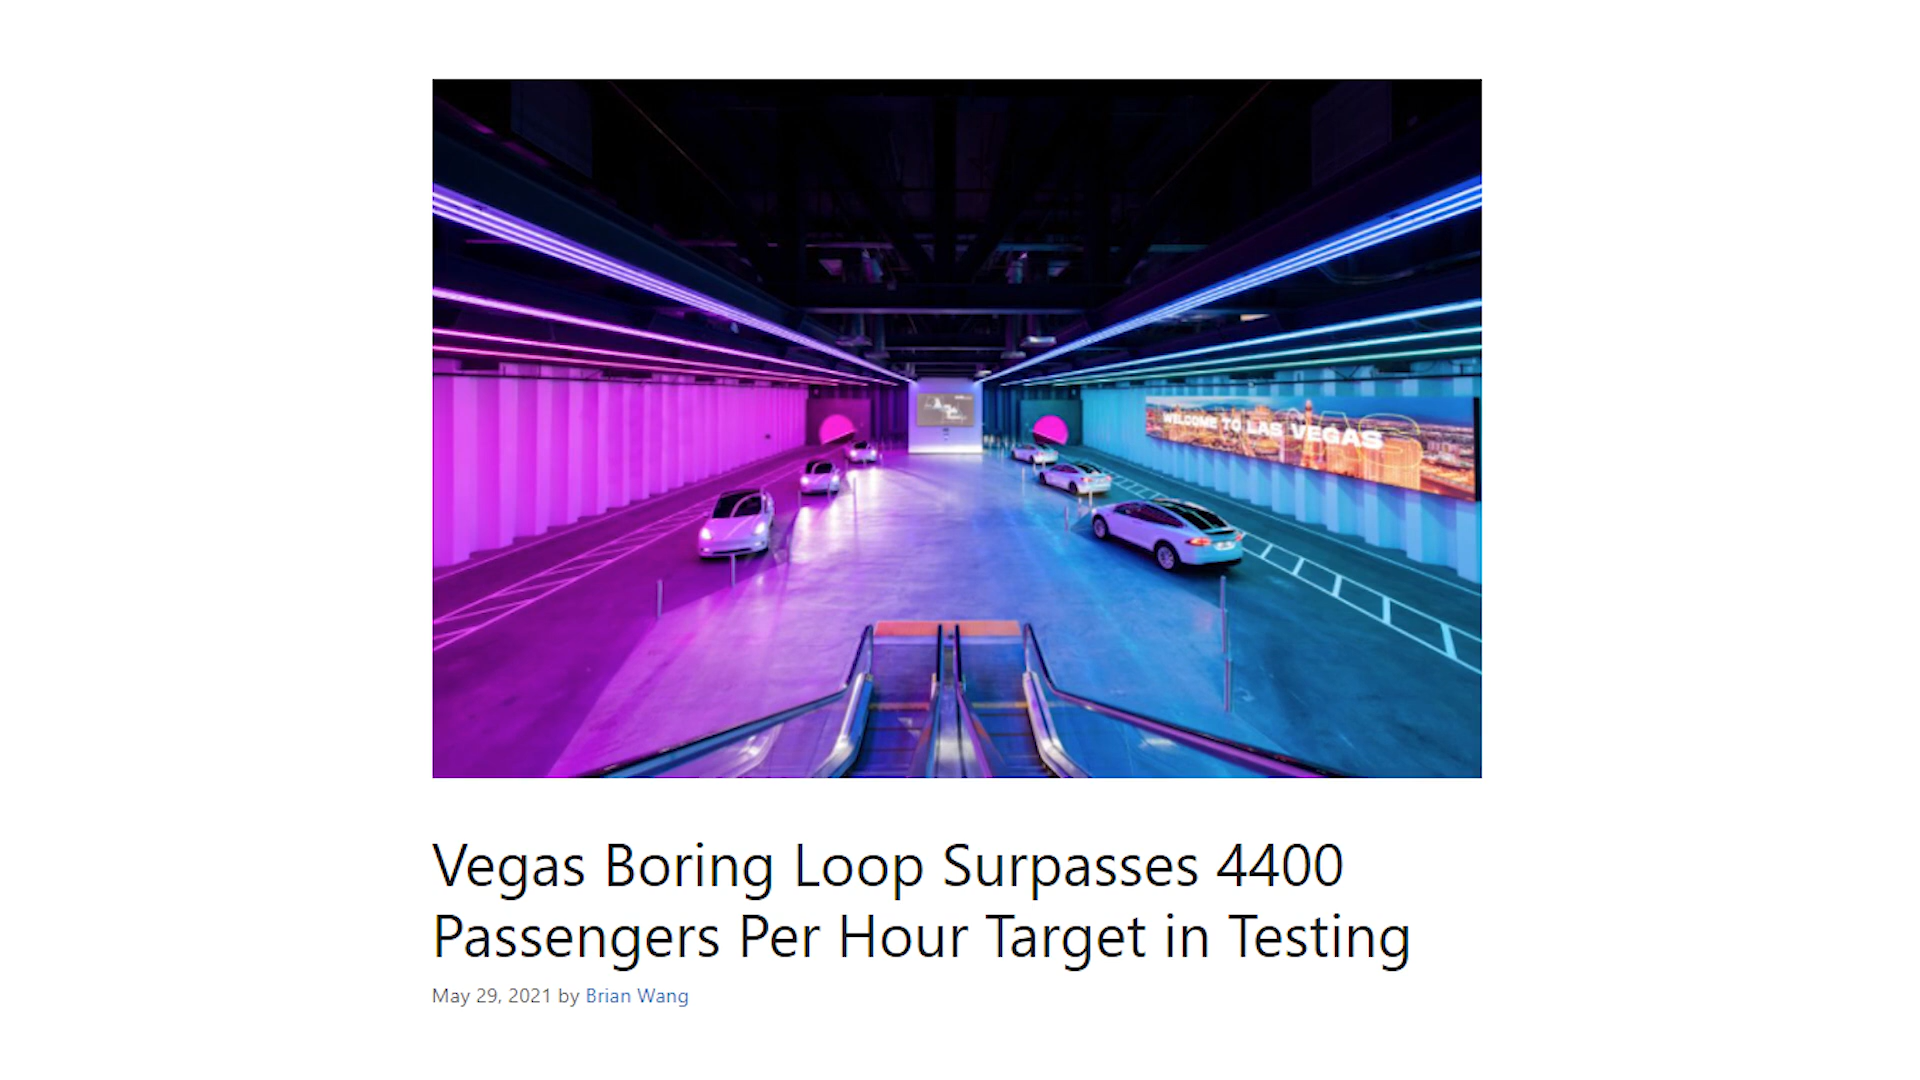 WELCOME TO LAS VEGAS
Vegas Boring Loop Surpasses 4400
Passengers Per Hour Target in Testing
May 29, 2021 by Brian Wang